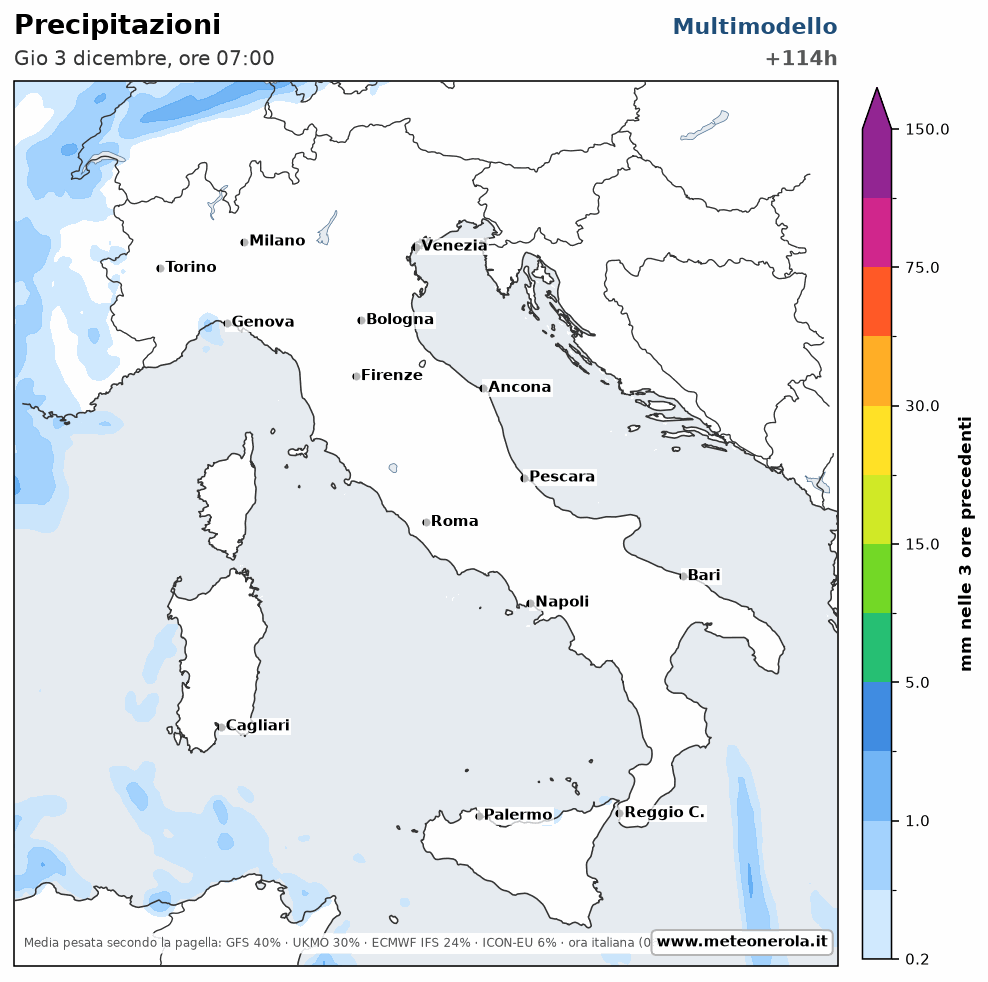 Precipitazioni
Multimodello
Gio 3 dicembre, ore 07:00
+114h
150.0
75.0
30.0
15.0
5.0
1.0
0.2
mm nelle 3 ore precedenti
Milano
Venezia
Torino
Genova
Bologna
Firenze
Ancona
Pescara
Roma
Bari
Napoli
Cagliari
Palermo
Reggio C.
Media pesata secondo la pagella: GFS 40% · UKMO 30% · ECMWF IFS 24% · ICON-EU 6% · ora italiana (0
www.meteonerola.it